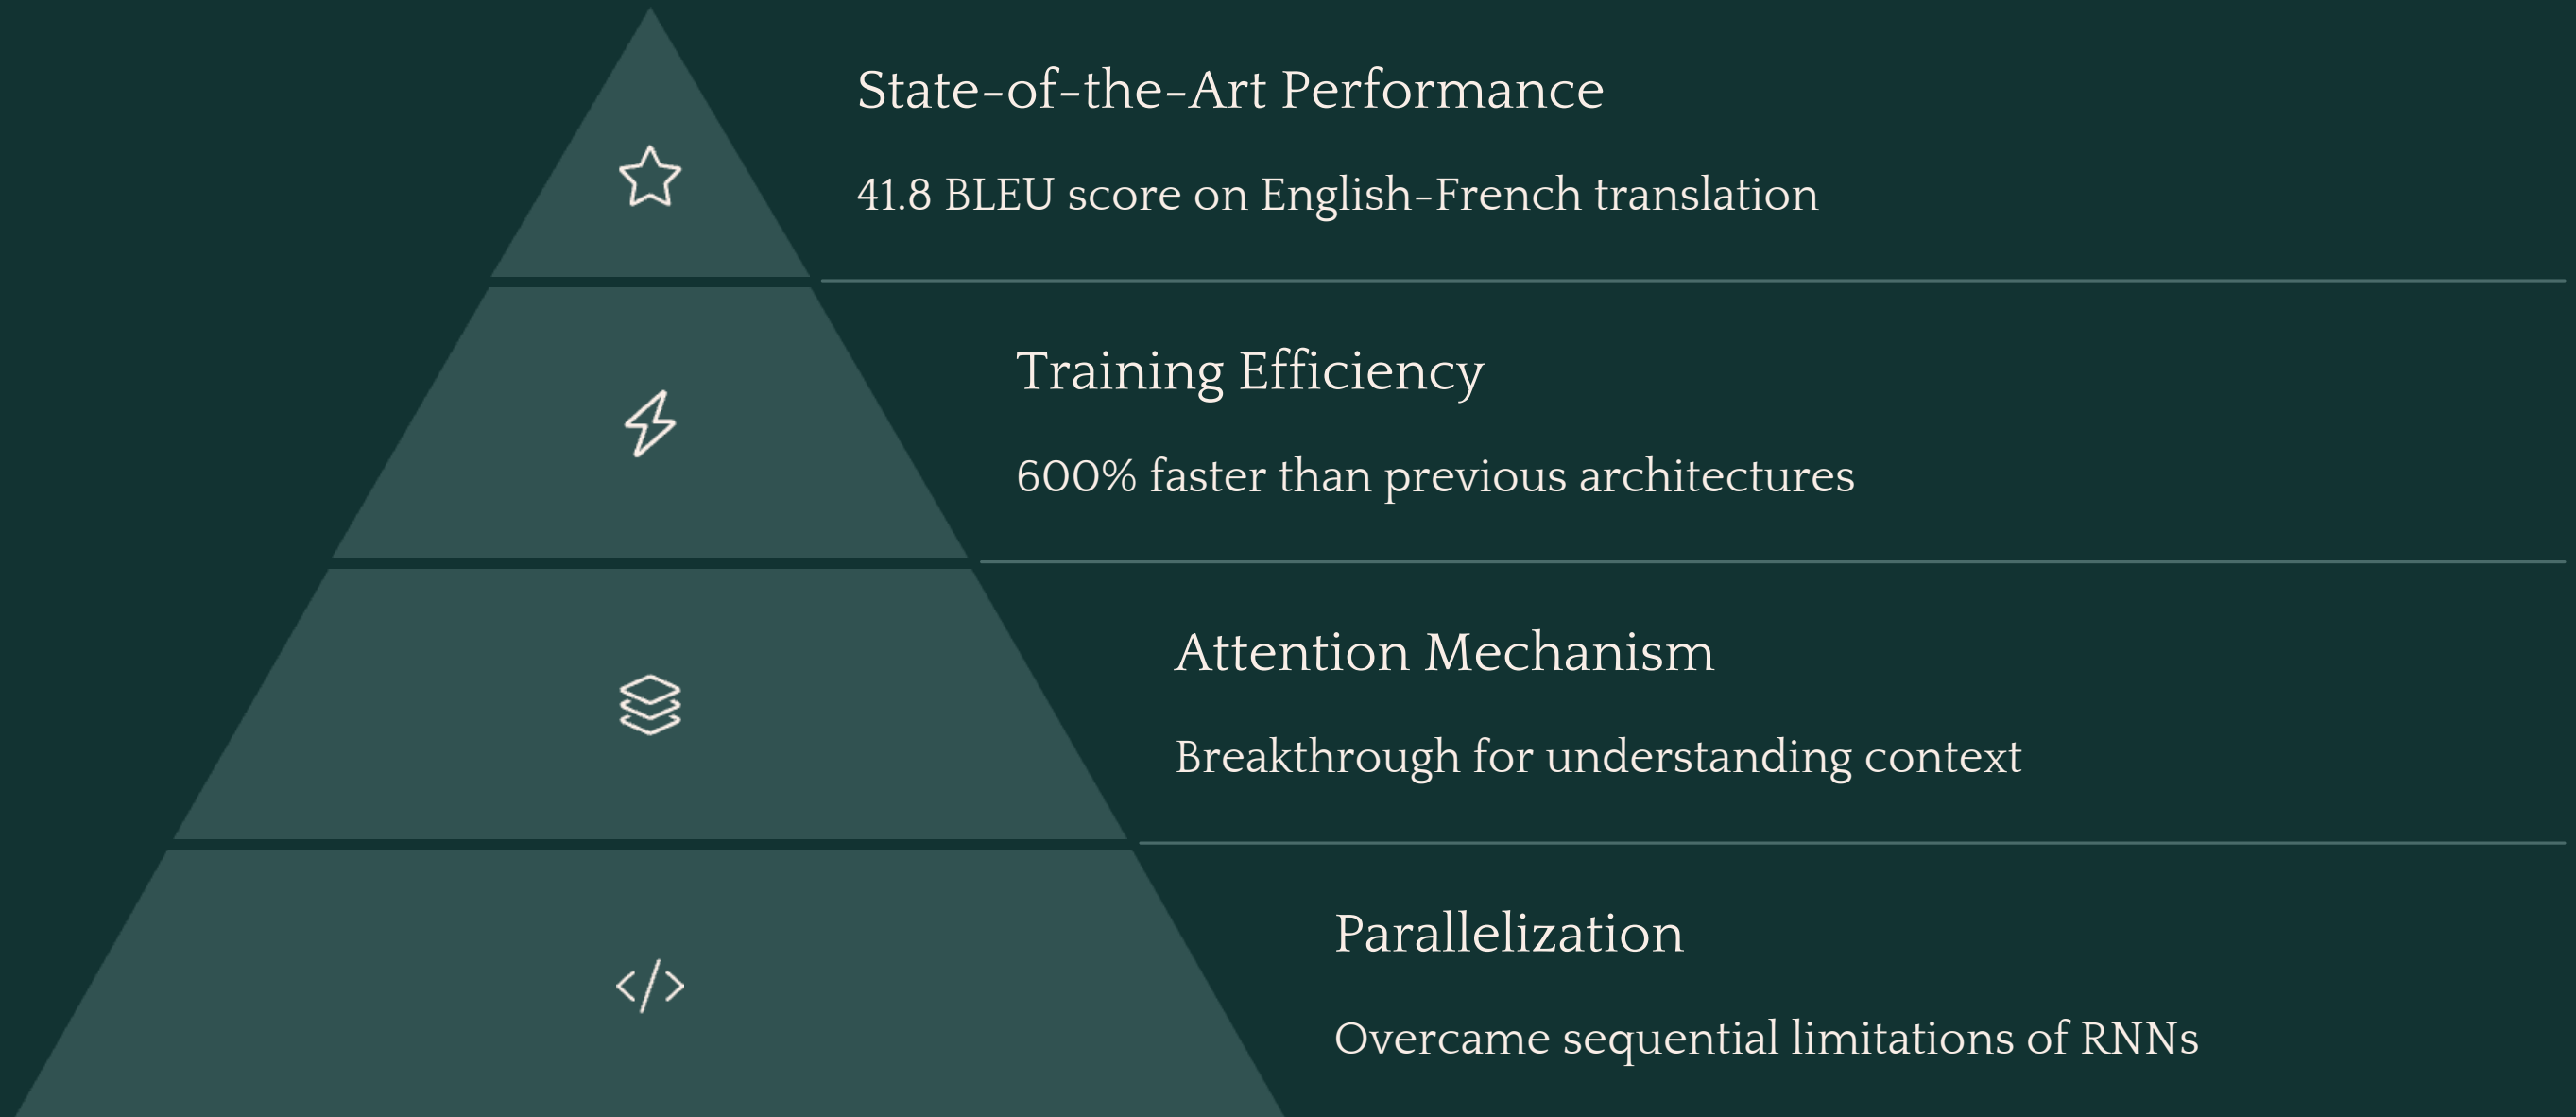 State-of-the-Art Performance
41.8 BLEU score on English-French translation
Training Efficiency
600% faster than previous architectures
Attention Mechanism
Breakthrough for understanding context
</>
Parallelization
Overcame sequential limitations of RNNs